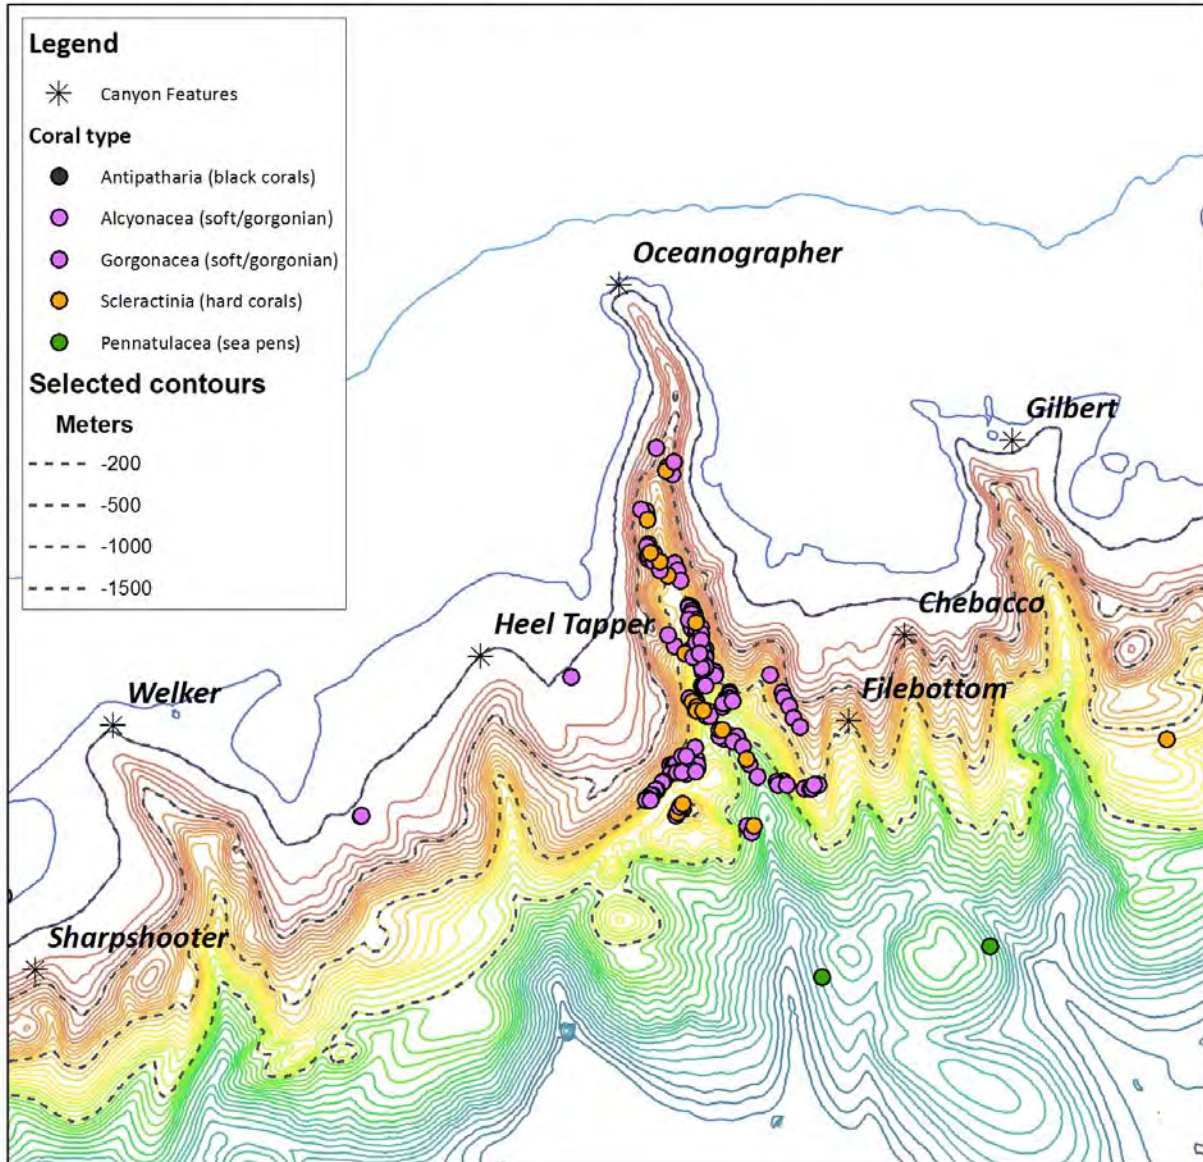 Legend
Canyon Features
Coral type
Antipatharia (black corals)
Alcyonacea (soft/gorgonian)
Gorgonacea (soft/gorgonian)
Scleractinia (hard corals)
Pennatulacea (sea pens)
Selected contours
Meters
-200
-500
-1000
-1500
Oceanographer
Gilbert
Chebacco
Heel Tapper
Filebottom
Welker
Sharpshooter